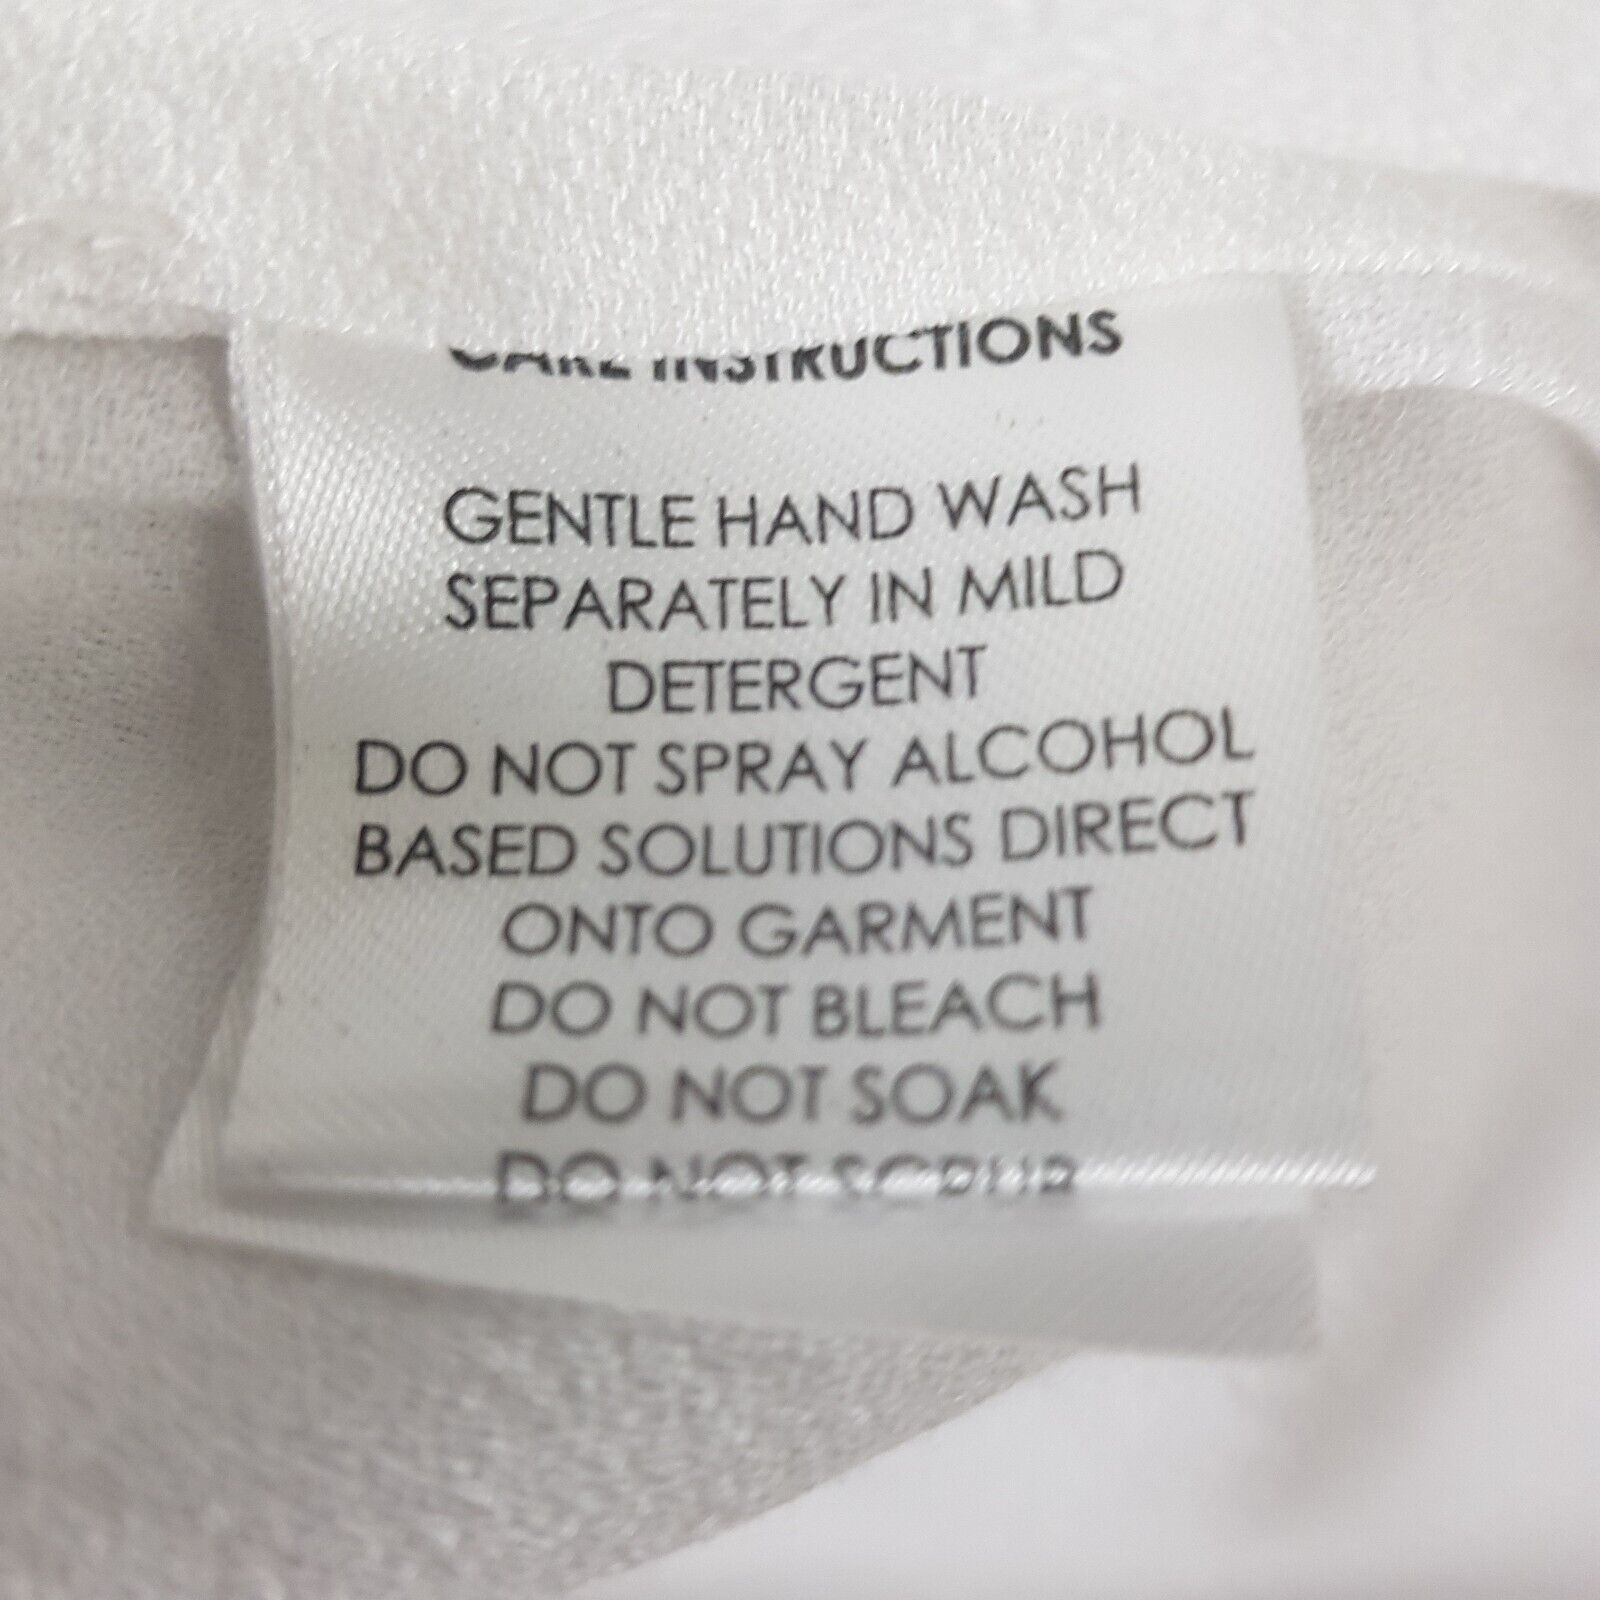 CARE INSTRUCTIONS
GENTLE HAND WASH
SEPARATELY IN MILD
DETERGENT
DO NOT SPRAY ALCOHOL
BASED SOLUTIONS DIRECT
ONTO GARMENT
DO NOT BLEACH
DO NOT SOAK
DO NOT SCRUB